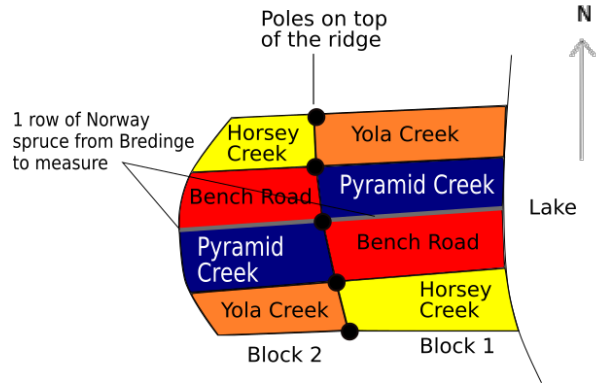 Poles on top
of the ridge
N
1 row of Norway
spruce from Bredinge
to measure
Horsey
Creek
Yola Creek
Bench Road
Pyramid Creek
Lake
Pyramid
Creek
Bench Road
Yola Creek
Horsey
Creek
Block 2
Block 1